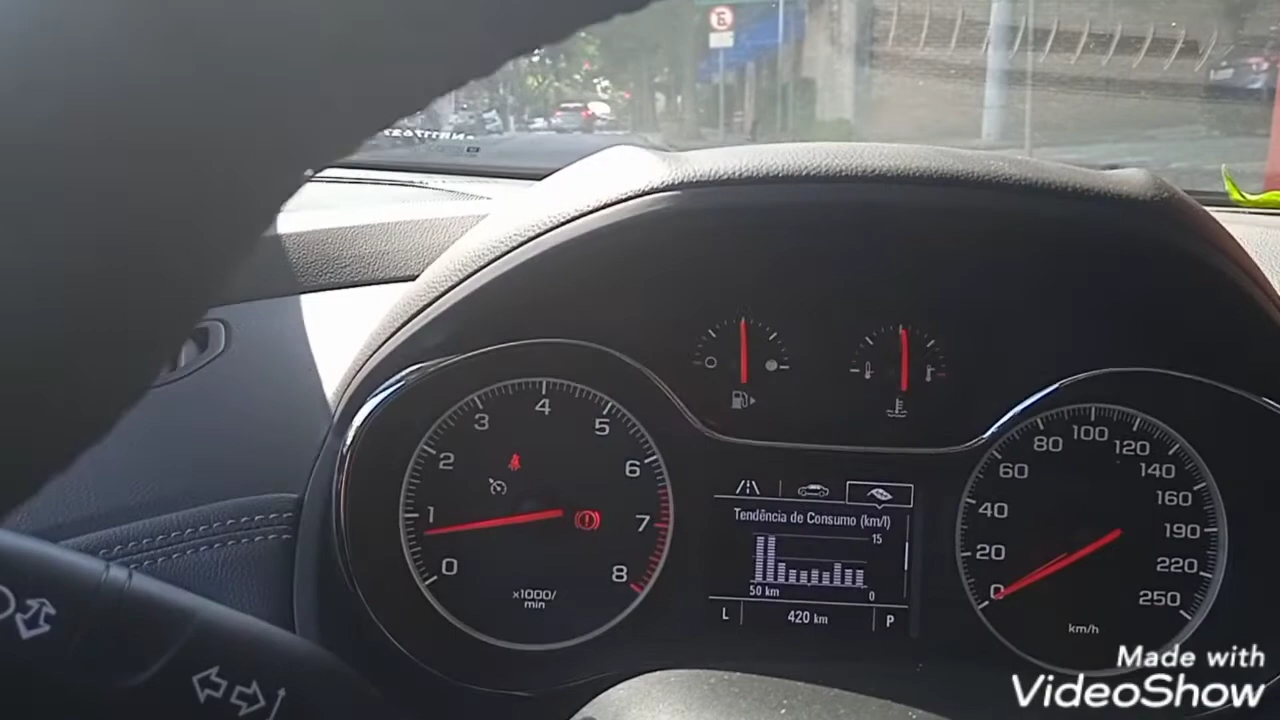 4
3
5
2
6
1
7
0
8
x1000/
min
Tendência de Consumo (km/l)
15
50 km
0
L
420 km
P
100
80
120
60
140
40
160
20
190
0
220
250
km/h
Made with
VideoShow